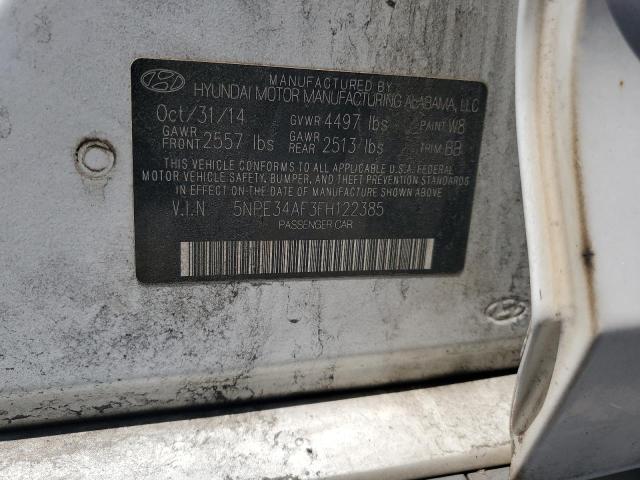 MANUFACTURED BY
HYUNDAI MOTOR MANUFACTURING ALABAMA, LLC
Oct/31/14 GVWR 4497 lbs PAINT W8
GAWR FRONT 2557 lbs GAWR REAR 2513 lbs TRIM BB
THIS VEHICLE CONFORMS TO ALL APPLICABLE U.S.A. FEDERAL
MOTOR VEHICLE SAFETY, BUMPER, AND THEFT PREVENTION
STANDARDS IN EFFECT ON THE DATE OF MANUFACTURE SHOWN ABOVE.
V.I.N 5NPE34AF3FH122385
PASSENGER CAR